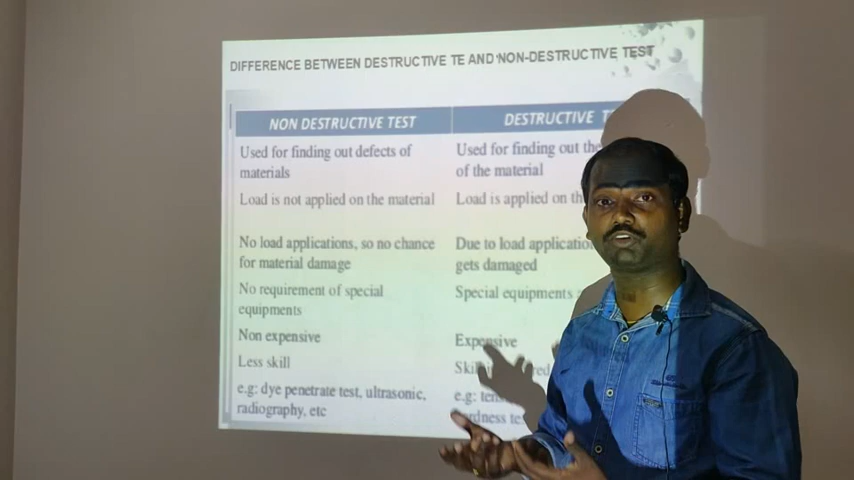 DIFFERENCE BETWEEN DESTRUCTIVE TE AND 'NON-DESTRUCTIVE TEST
NON DESTRUCTIVE TEST
DESTRUCTIVE T
Used for finding out defects of
materials
Used for finding out the
of the material
Load is not applied on the material
Load is applied on th
No load applications, so no chance
for material damage
Due to load applicatio
gets damaged
No requirement of special
equipments
Special equipments
Non expensive
Expensive
Less skill
e.g: dye penetrate test, ultrasonic,
radiography, etc
e.g: